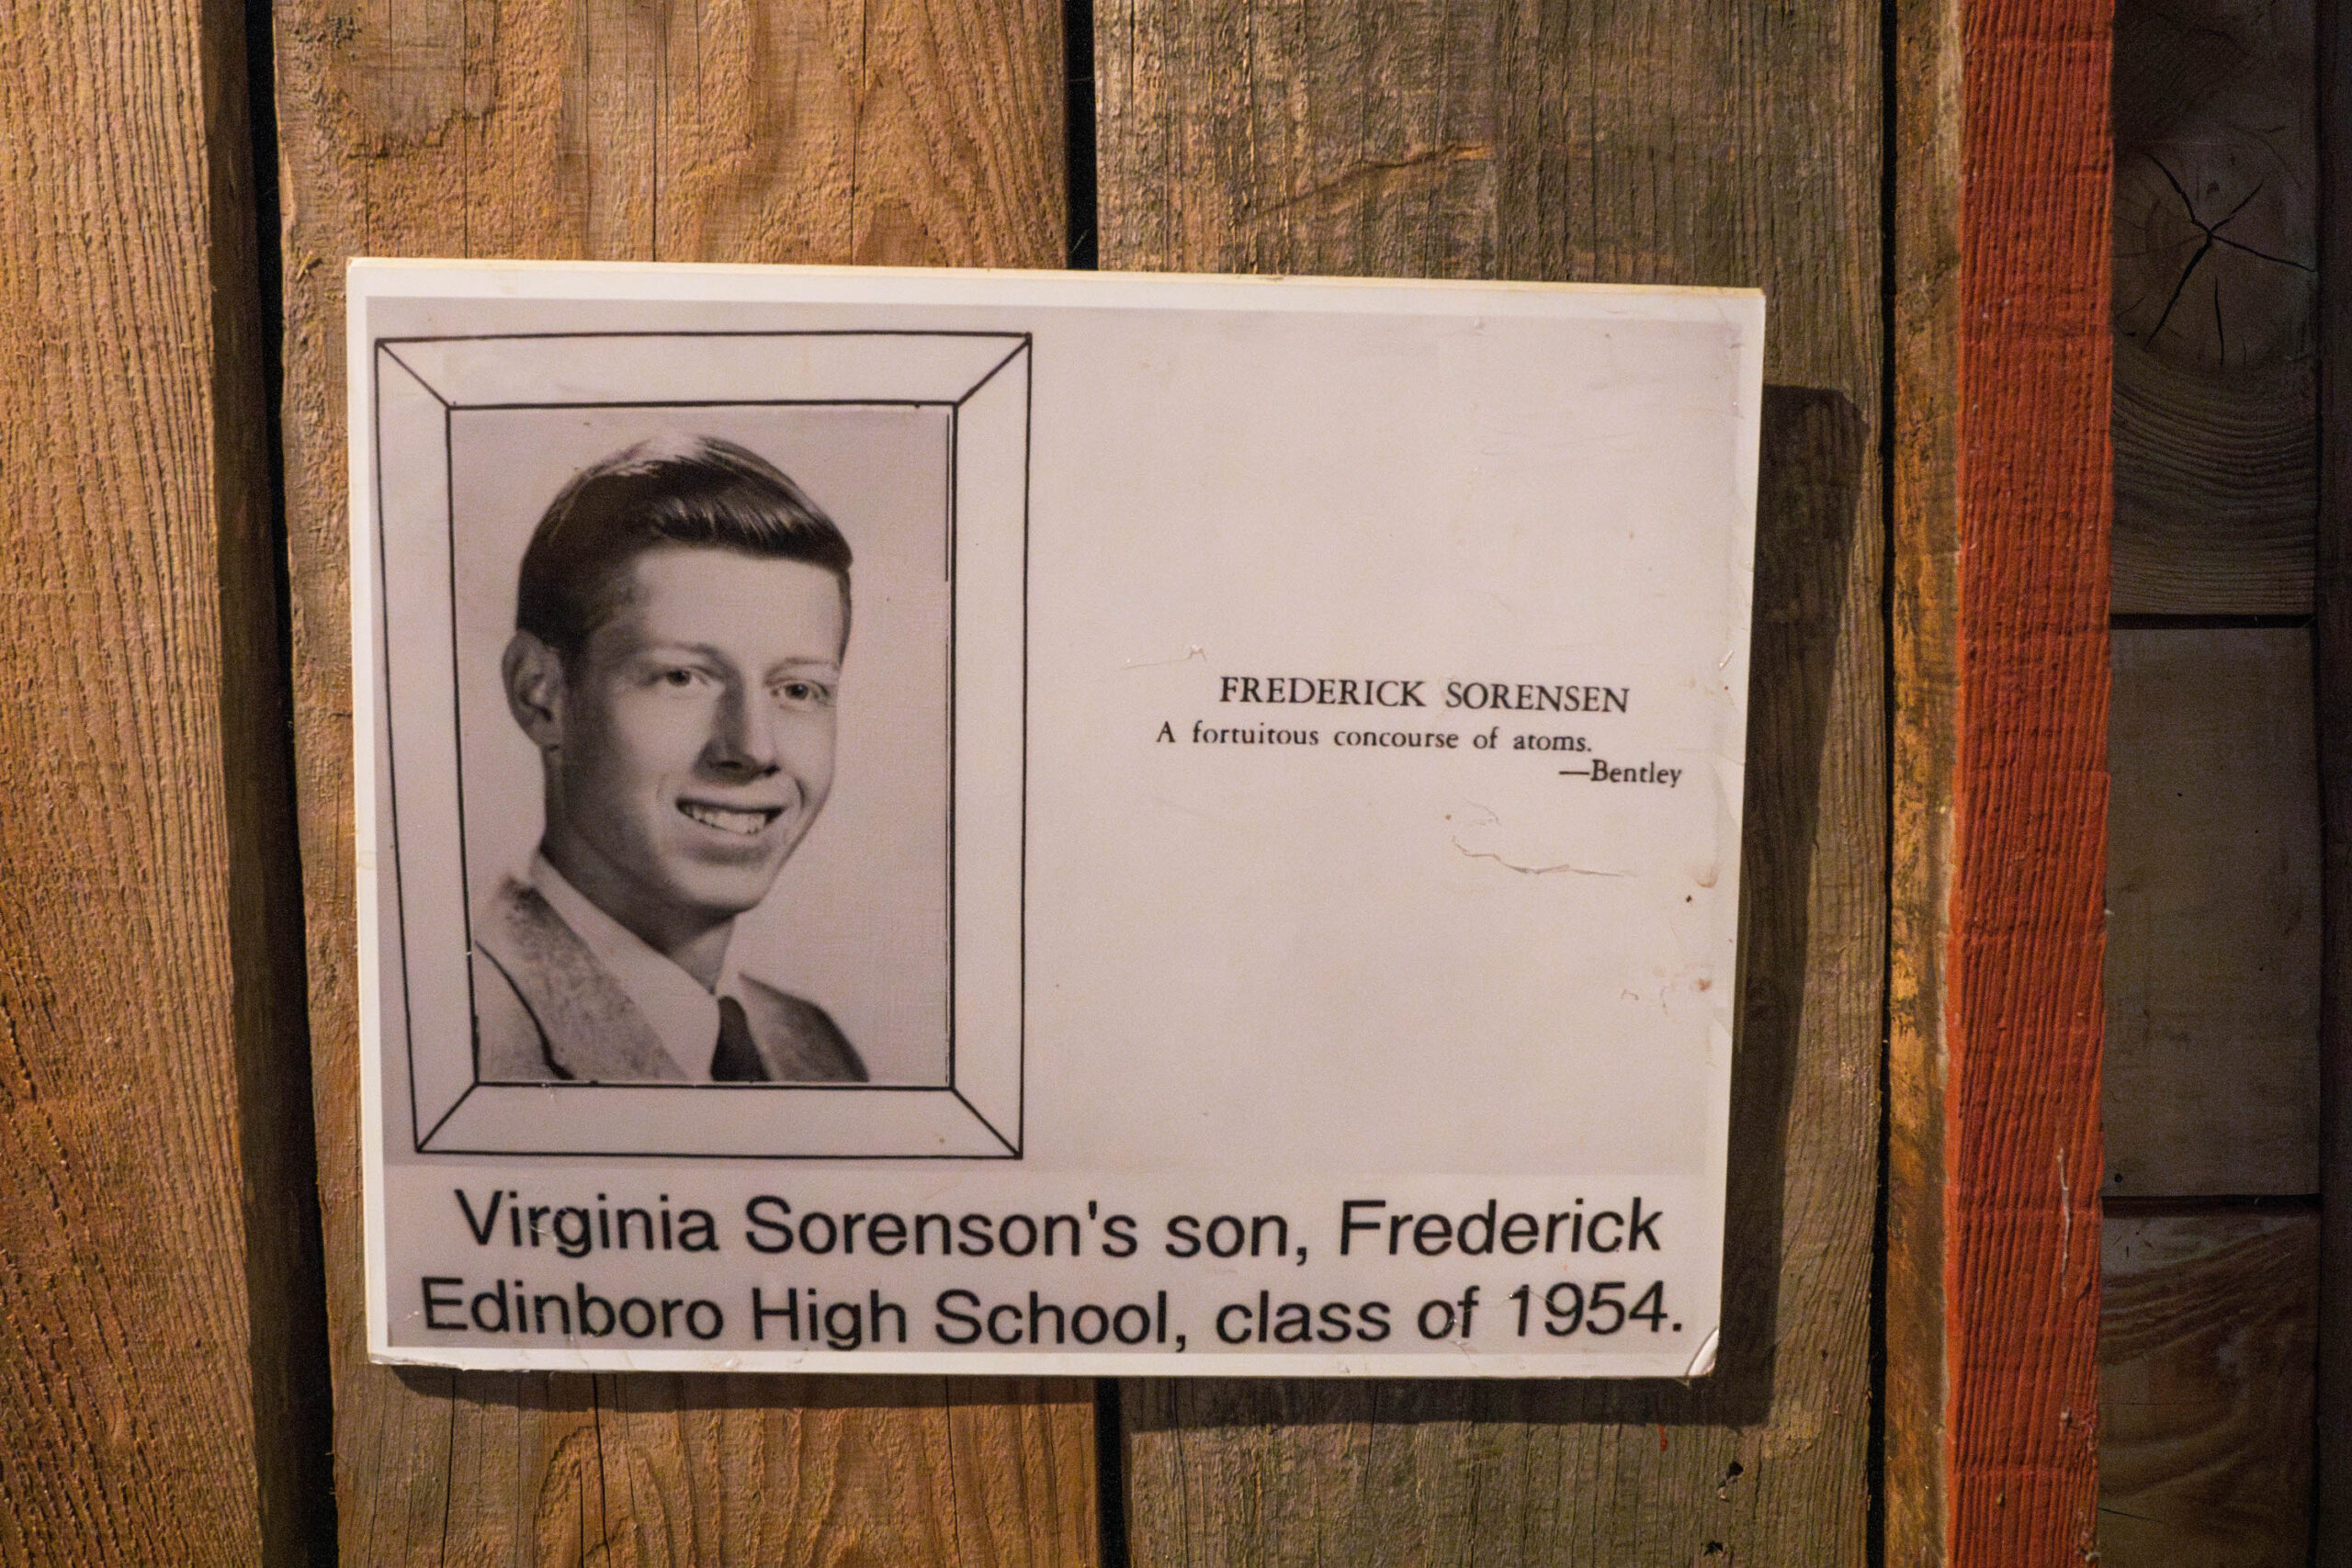 FREDERICK SORENSEN
A fortuitous concourse of atoms.
—Bentley
Virginia Sorenson's son, Frederick
Edinboro High School, class of 1954.